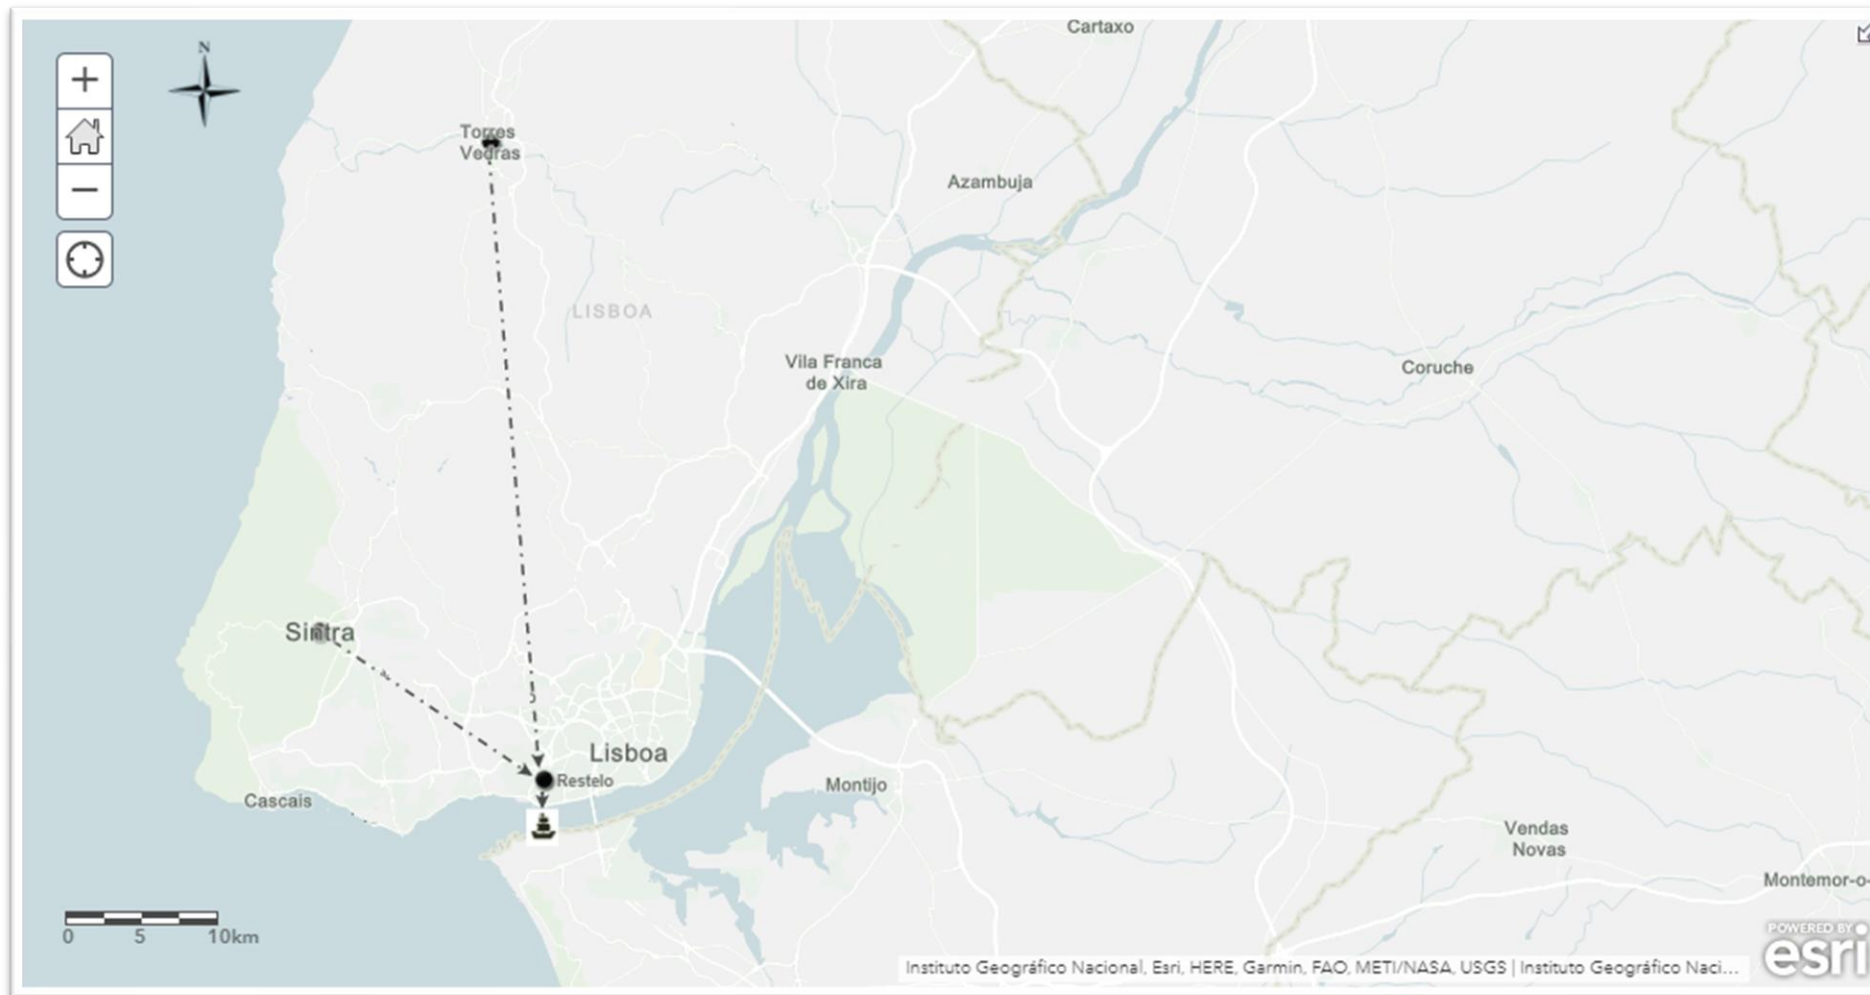 Cartaxo
N
+
Torres
Vedras
Azambuja
−
LISBOA
Vila Franca
de Xira
Coruche
Sintra
Lisboa
Restelo
Montijo
Cascais
Vendas
Novas
Montemor-o-
0 5 10km
POWERED BY
esri
Instituto Geográfico Nacional, Esri, HERE, Garmin, FAO, METI/NASA, USGS | Instituto Geográfico Naci...